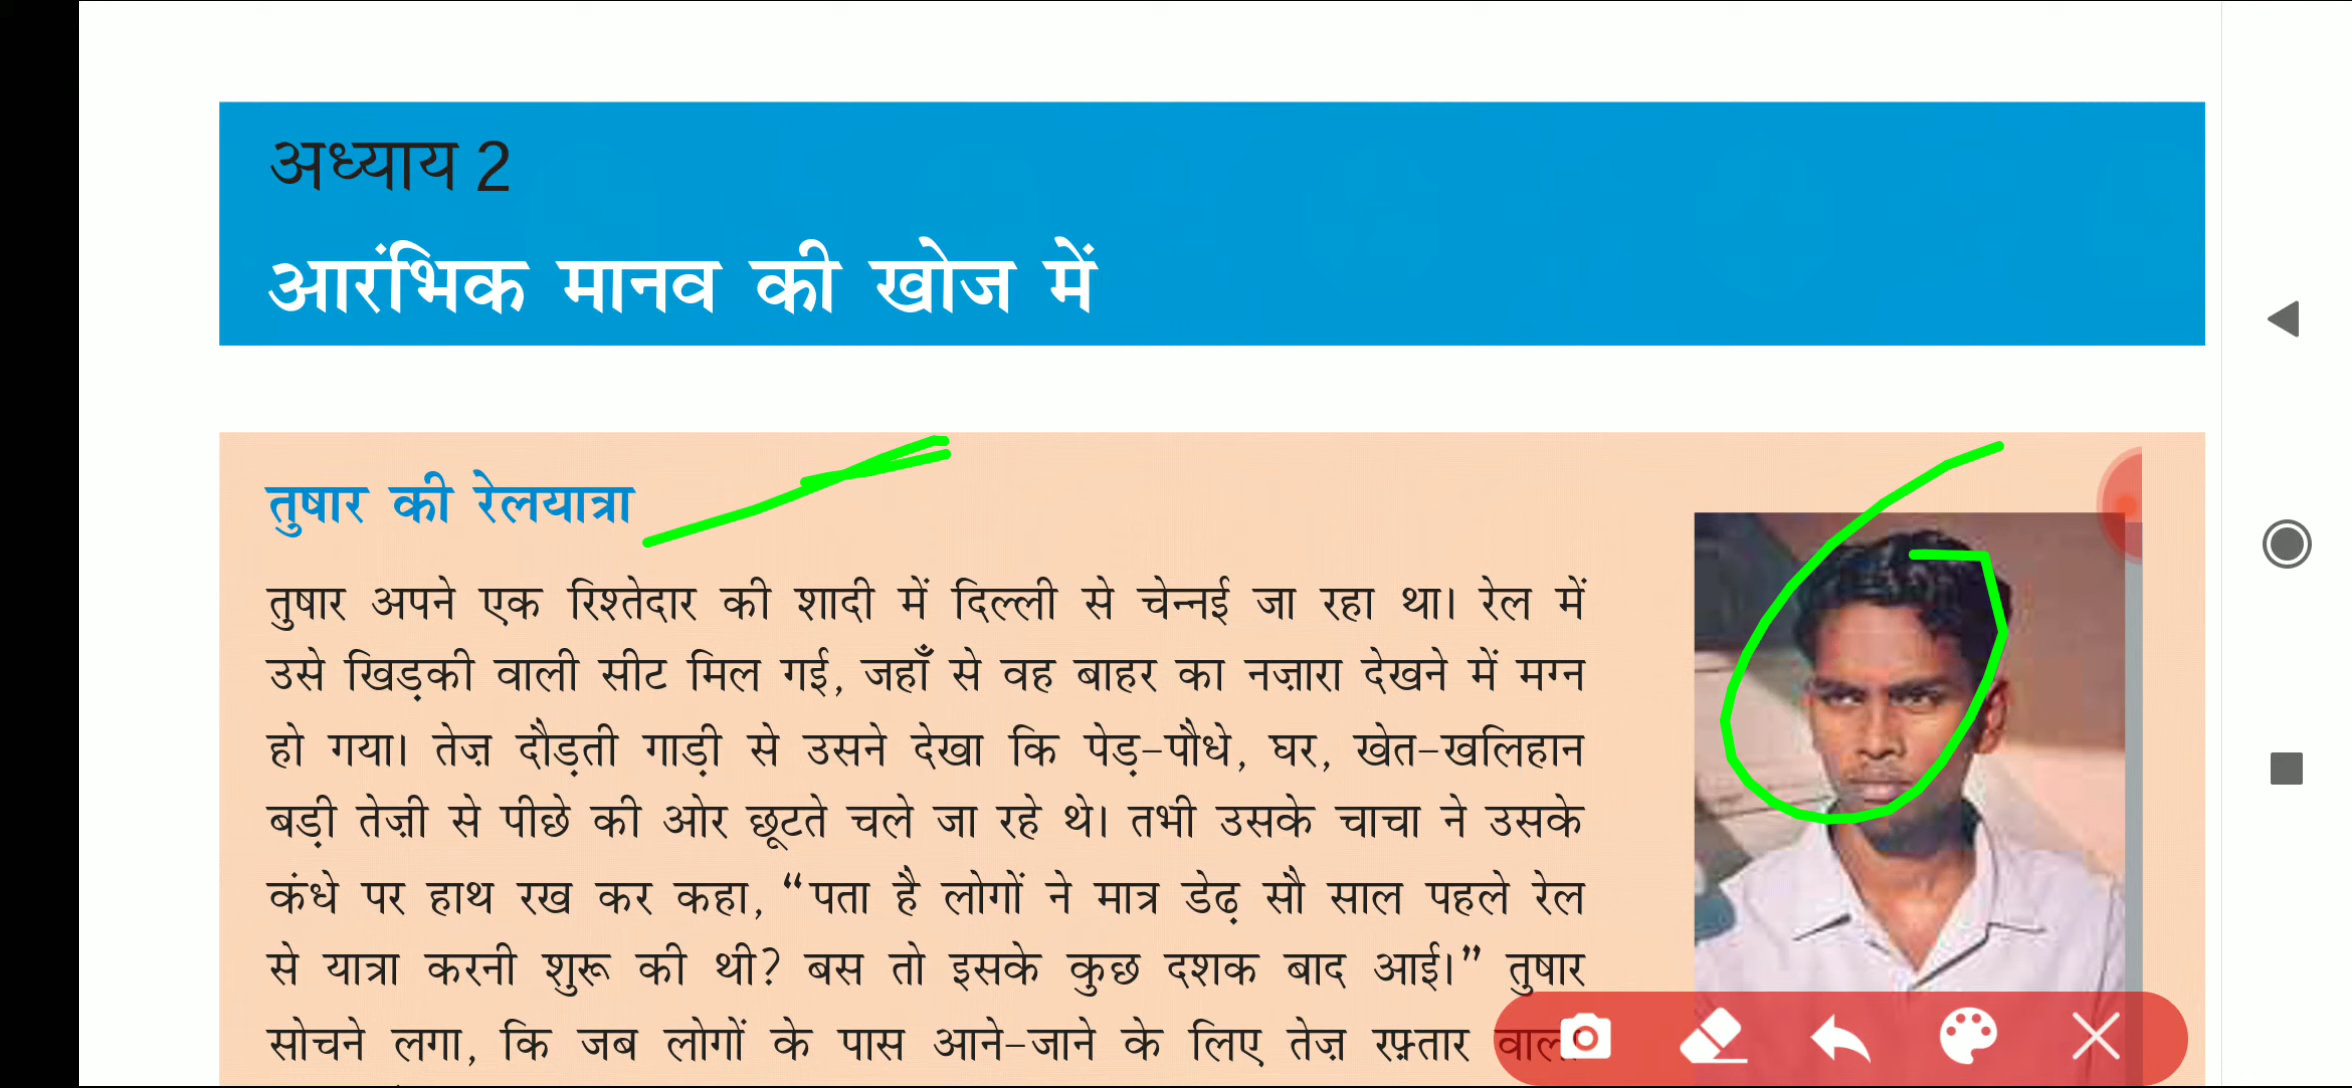 अध्याय 2
आरंभिक मानव की खोज में
तुषार की रेलयात्रा
तुषार अपने एक रिश्तेदार की शादी में दिल्ली से चेन्नई जा रहा था। रेल में
उसे खिड़की वाली सीट मिल गई, जहाँ से वह बाहर का नज़ारा देखने में मग्न
हो गया। तेज़ दौड़ती गाड़ी से उसने देखा कि पेड़-पौधे, घर, खेत-खलिहान
बड़ी तेज़ी से पीछे की ओर छूटते चले जा रहे थे। तभी उसके चाचा ने उसके
कंधे पर हाथ रख कर कहा, “पता है लोगों ने मात्र डेढ़ सौ साल पहले रेल
से यात्रा करनी शुरू की थी? बस तो इसके कुछ दशक बाद आई।” तुषार
सोचने लगा, कि जब लोगों के पास आने-जाने के लिए तेज़ रफ़्तार